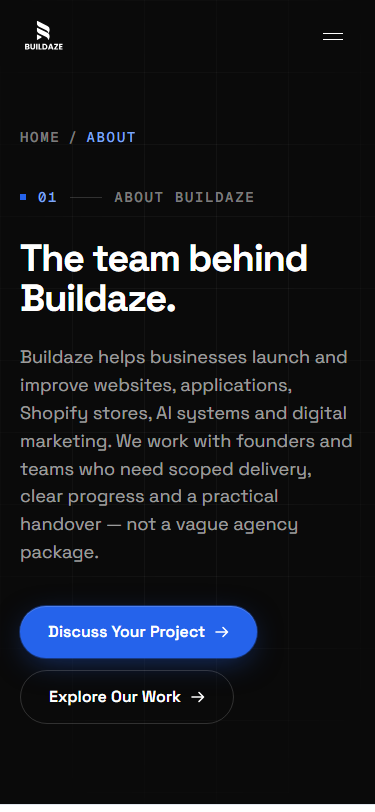 BUILDAZE
HOME / ABOUT
01 ABOUT BUILDAZE
The team behind
Buildaze.
Buildaze helps businesses launch and
improve websites, applications,
Shopify stores, AI systems and digital
marketing. We work with founders and
teams who need scoped delivery,
clear progress and a practical
handover — not a vague agency
package.
Discuss Your Project →
Explore Our Work →